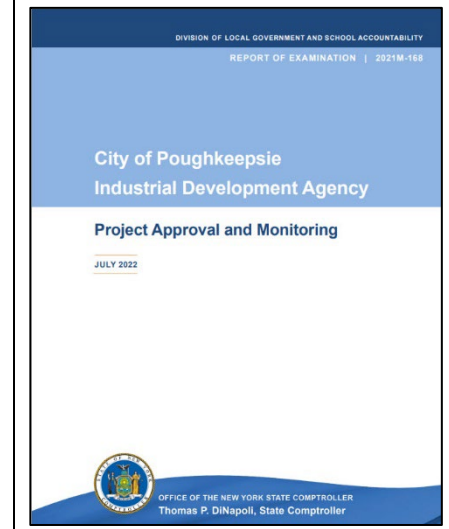 DIVISION OF LOCAL GOVERNMENT AND SCHOOL ACCOUNTABILITY
REPORT OF EXAMINATION | 2021M-168
City of Poughkeepsie
Industrial Development Agency
Project Approval and Monitoring
JULY 2022
OFFICE OF THE NEW YORK STATE COMPTROLLER
Thomas P. DiNapoli, State Comptroller